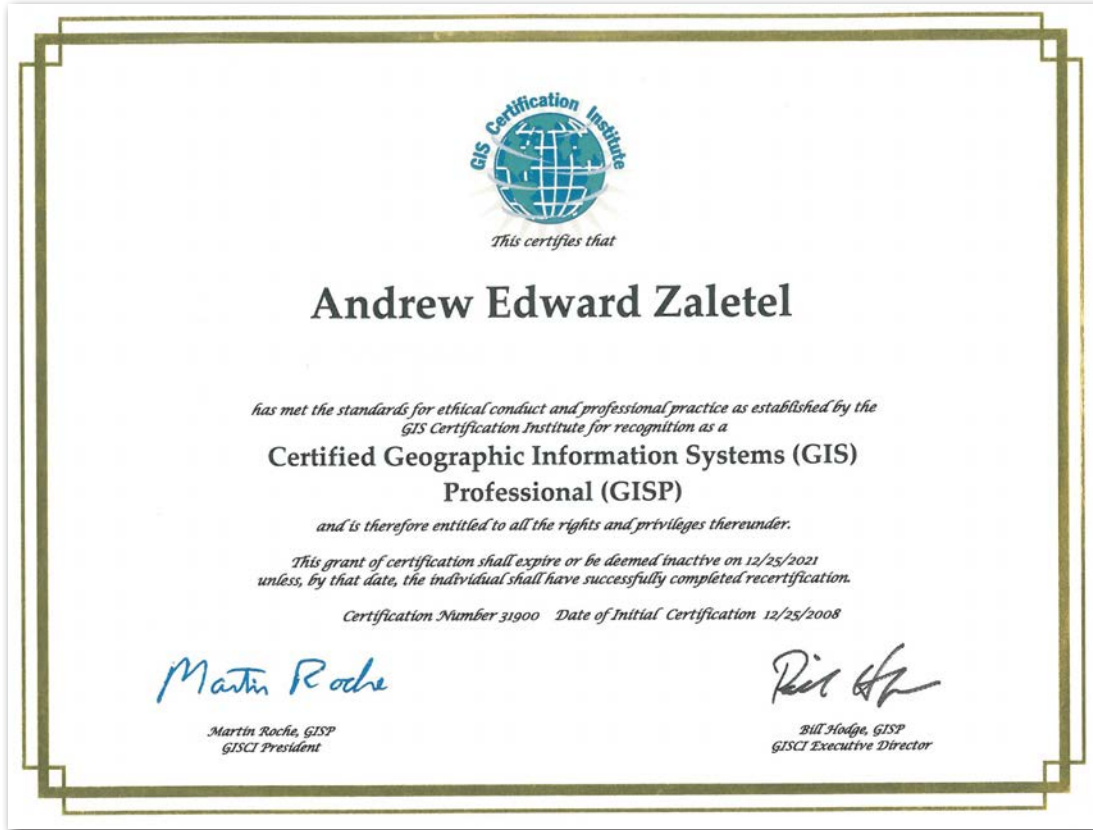 GIS Certification Institute
This certifies that
Andrew Edward Zaletel
has met the standards for ethical conduct and professional practice as established by the
GIS Certification Institute for recognition as a
Certified Geographic Information Systems (GIS)
Professional (GISP)
and is therefore entitled to all the rights and privileges thereunder.
This grant of certification shall expire or be deemed inactive on 12/25/2021
unless, by that date, the individual shall have successfully completed recertification.
Certification Number 31900 Date of Initial Certification 12/25/2008
Martin Roche
Martin Roche, GISP
GISCI President
Bill Hodge, GISP
GISCI Executive Director